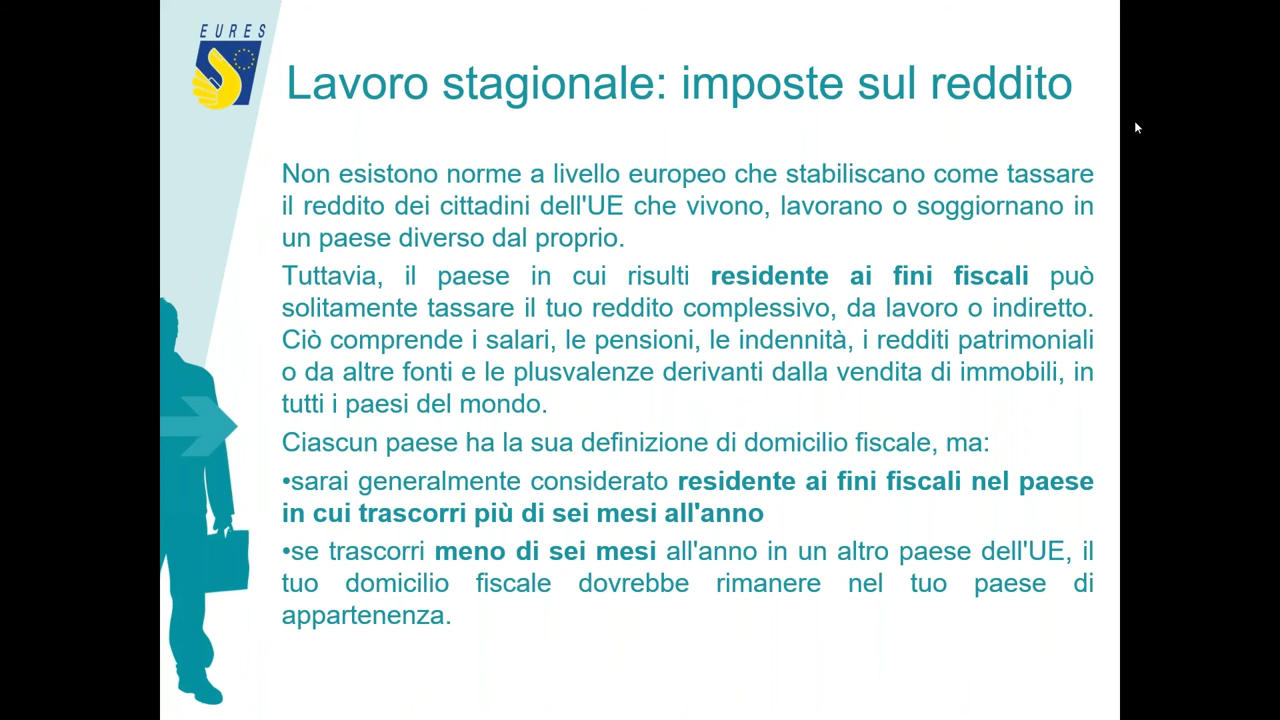 EURES
Lavoro stagionale: imposte sul reddito
Non esistono norme a livello europeo che stabiliscano come tassare
il reddito dei cittadini dell'UE che vivono, lavorano o soggiornano in
un paese diverso dal proprio.
Tuttavia, il paese in cui risulti residente ai fini fiscali può
solitamente tassare il tuo reddito complessivo, da lavoro o indiretto.
Ciò comprende i salari, le pensioni, le indennità, i redditi patrimoniali
o da altre fonti e le plusvalenze derivanti dalla vendita di immobili, in
tutti i paesi del mondo.
Ciascun paese ha la sua definizione di domicilio fiscale, ma:
•sarai generalmente considerato residente ai fini fiscali nel paese
in cui trascorri più di sei mesi all'anno
•se trascorri meno di sei mesi all'anno in un altro paese dell'UE, il
tuo domicilio fiscale dovrebbe rimanere nel tuo paese di
appartenenza.